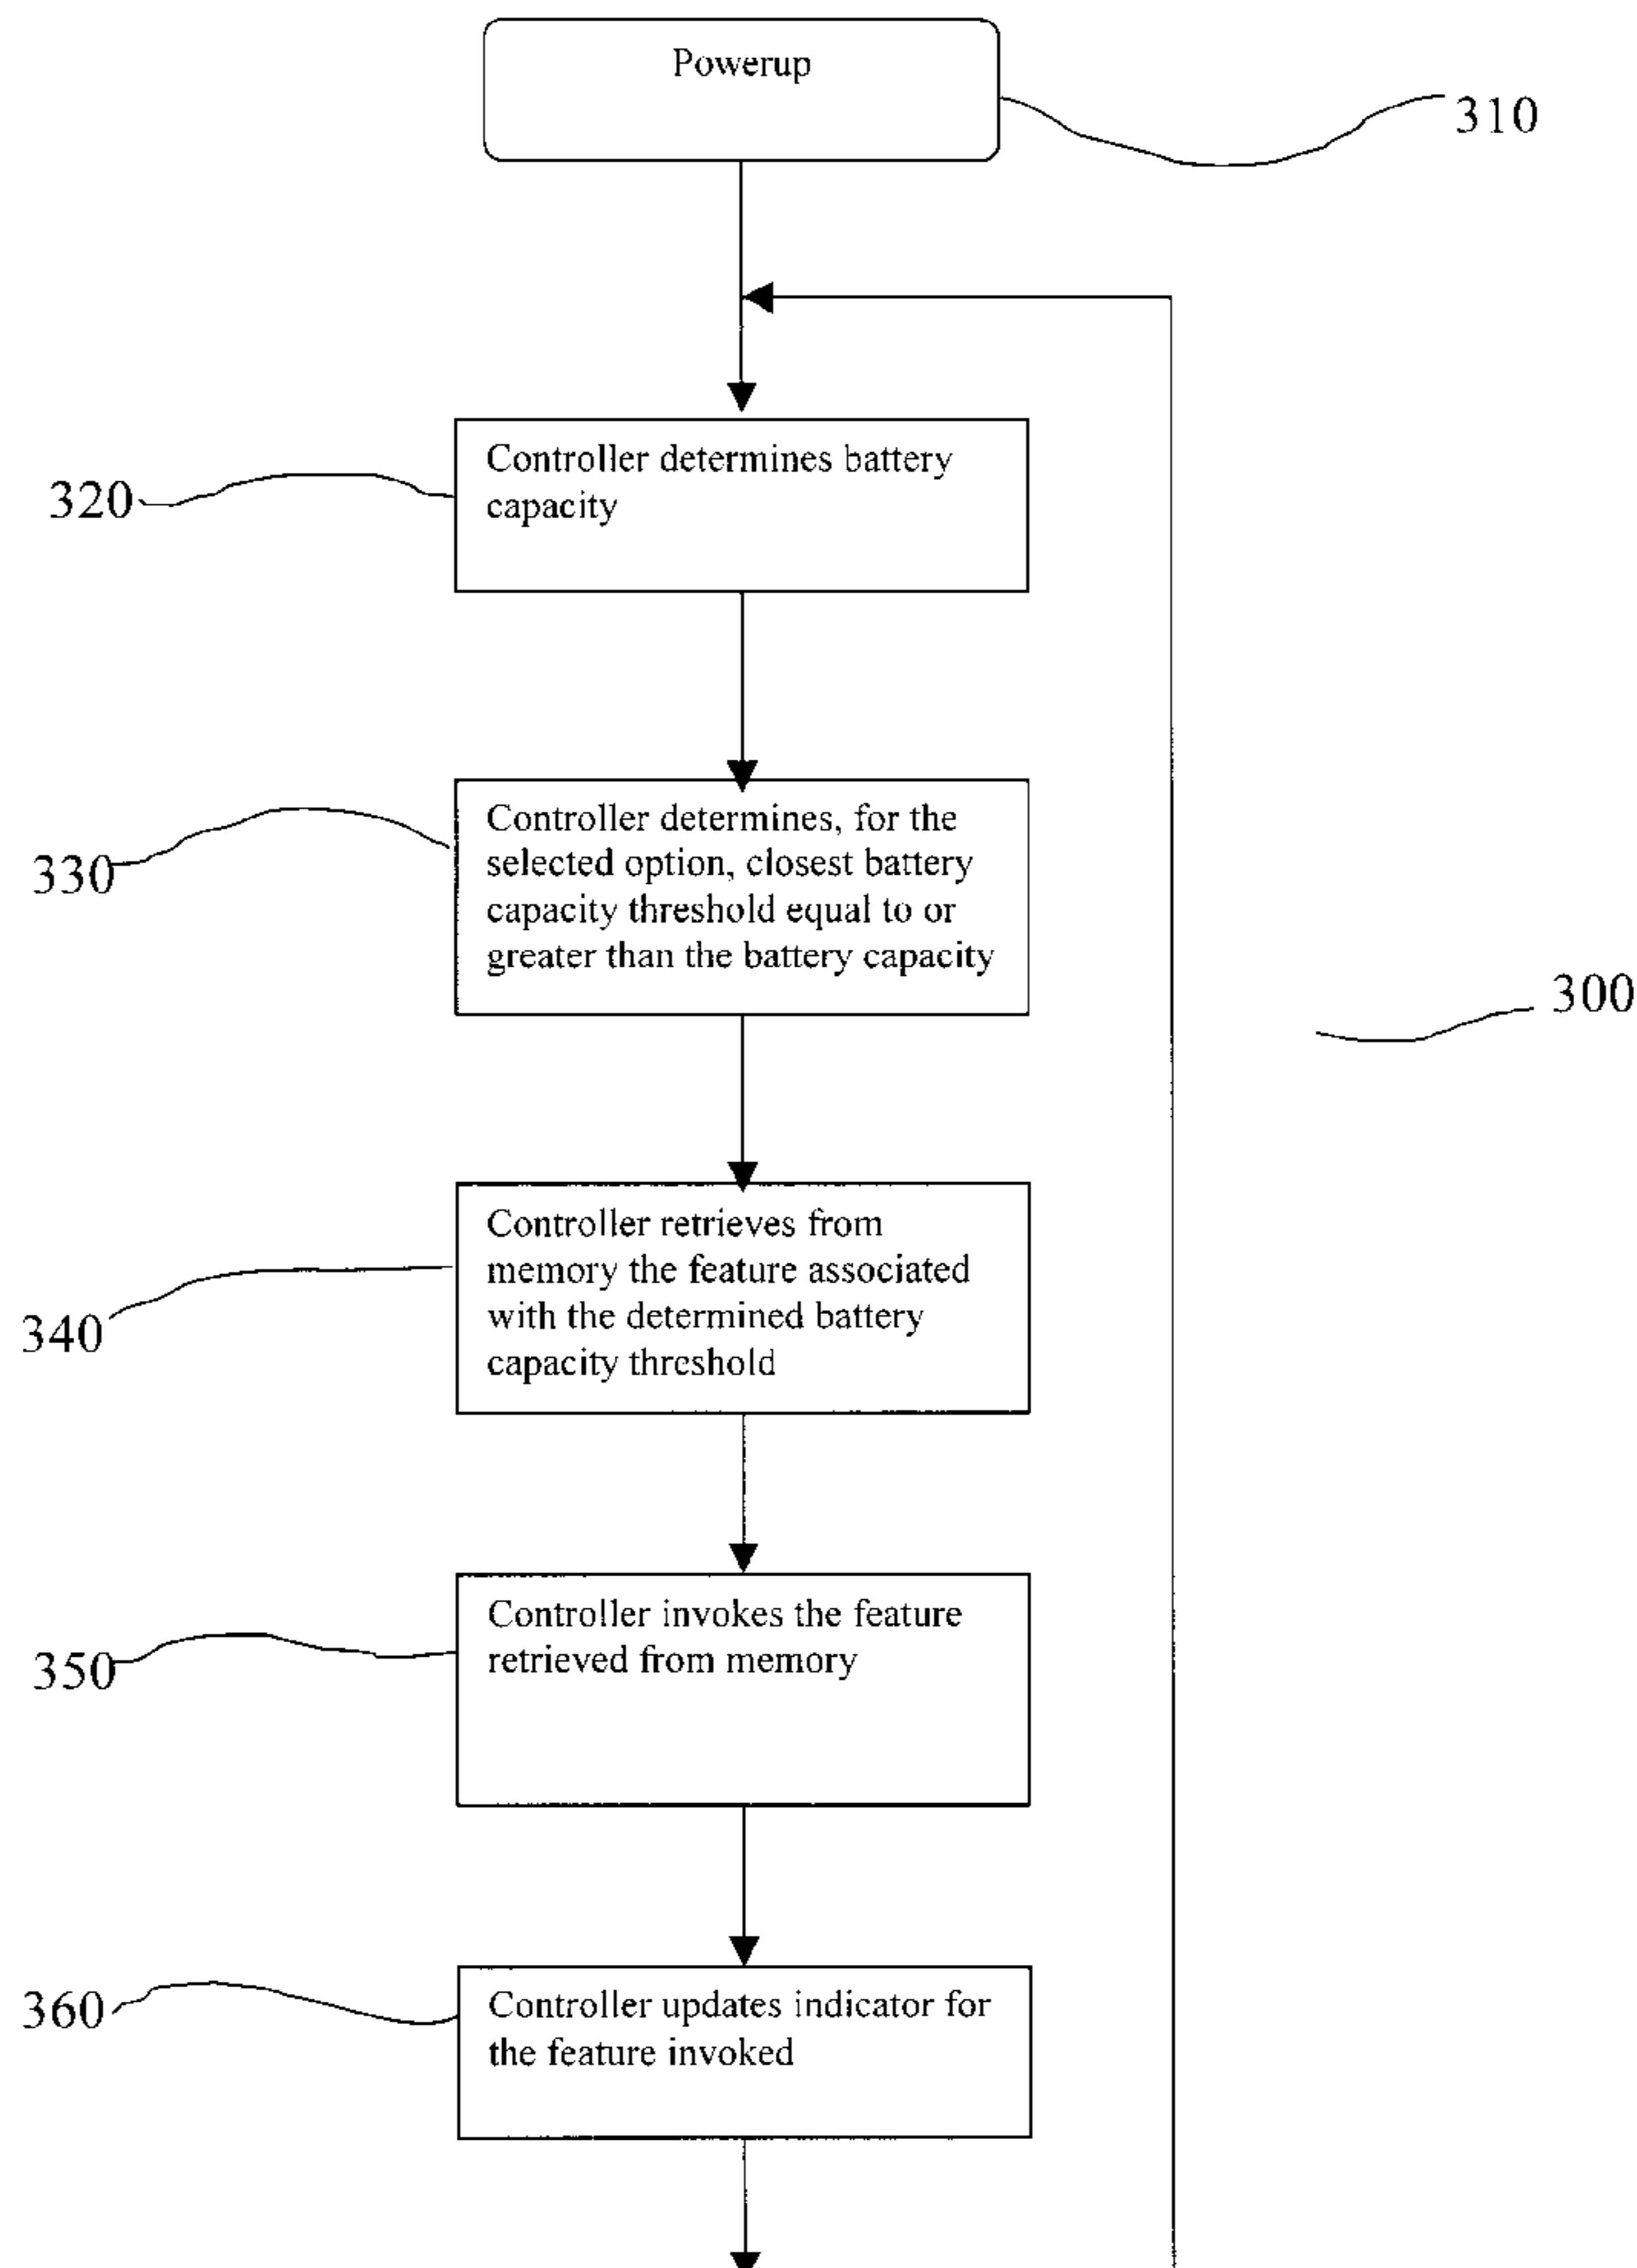 Powerup
310
Controller determines battery
capacity
320
Controller determines, for the
selected option, closest battery
capacity threshold equal to or
greater than the battery capacity
330
300
Controller retrieves from
memory the feature associated
with the determined battery
capacity threshold
340
Controller invokes the feature
retrieved from memory
350
Controller updates indicator for
the feature invoked
360